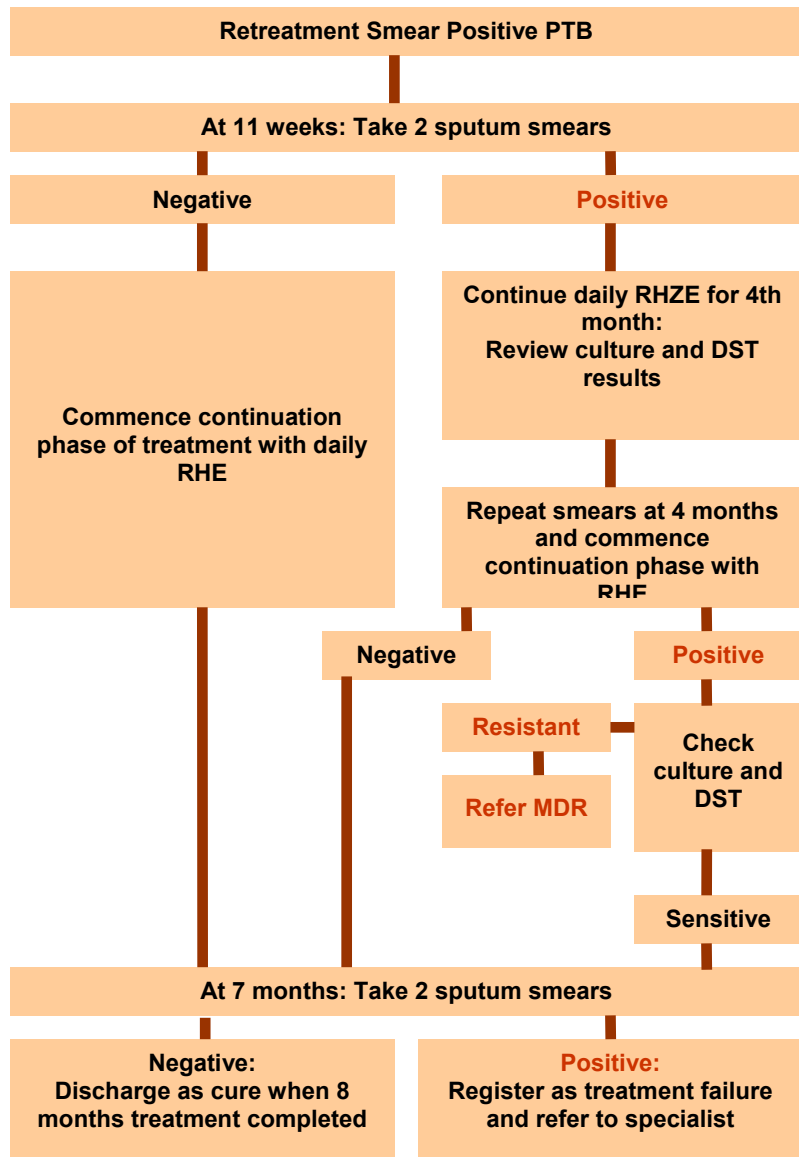 Retreatment Smear Positive PTB
At 11 weeks: Take 2 sputum smears
Negative
Positive
Commence continuation
phase of treatment with daily
RHE
Continue daily RHZE for 4th
month:
Review culture and DST
results
Repeat smears at 4 months
and commence
continuation phase with
RHE
Negative
Positive
Resistant
Refer MDR
Check
culture and
DST
Sensitive
At 7 months: Take 2 sputum smears
Negative:
Discharge as cure when 8
months treatment completed
Positive:
Register as treatment failure
and refer to specialist